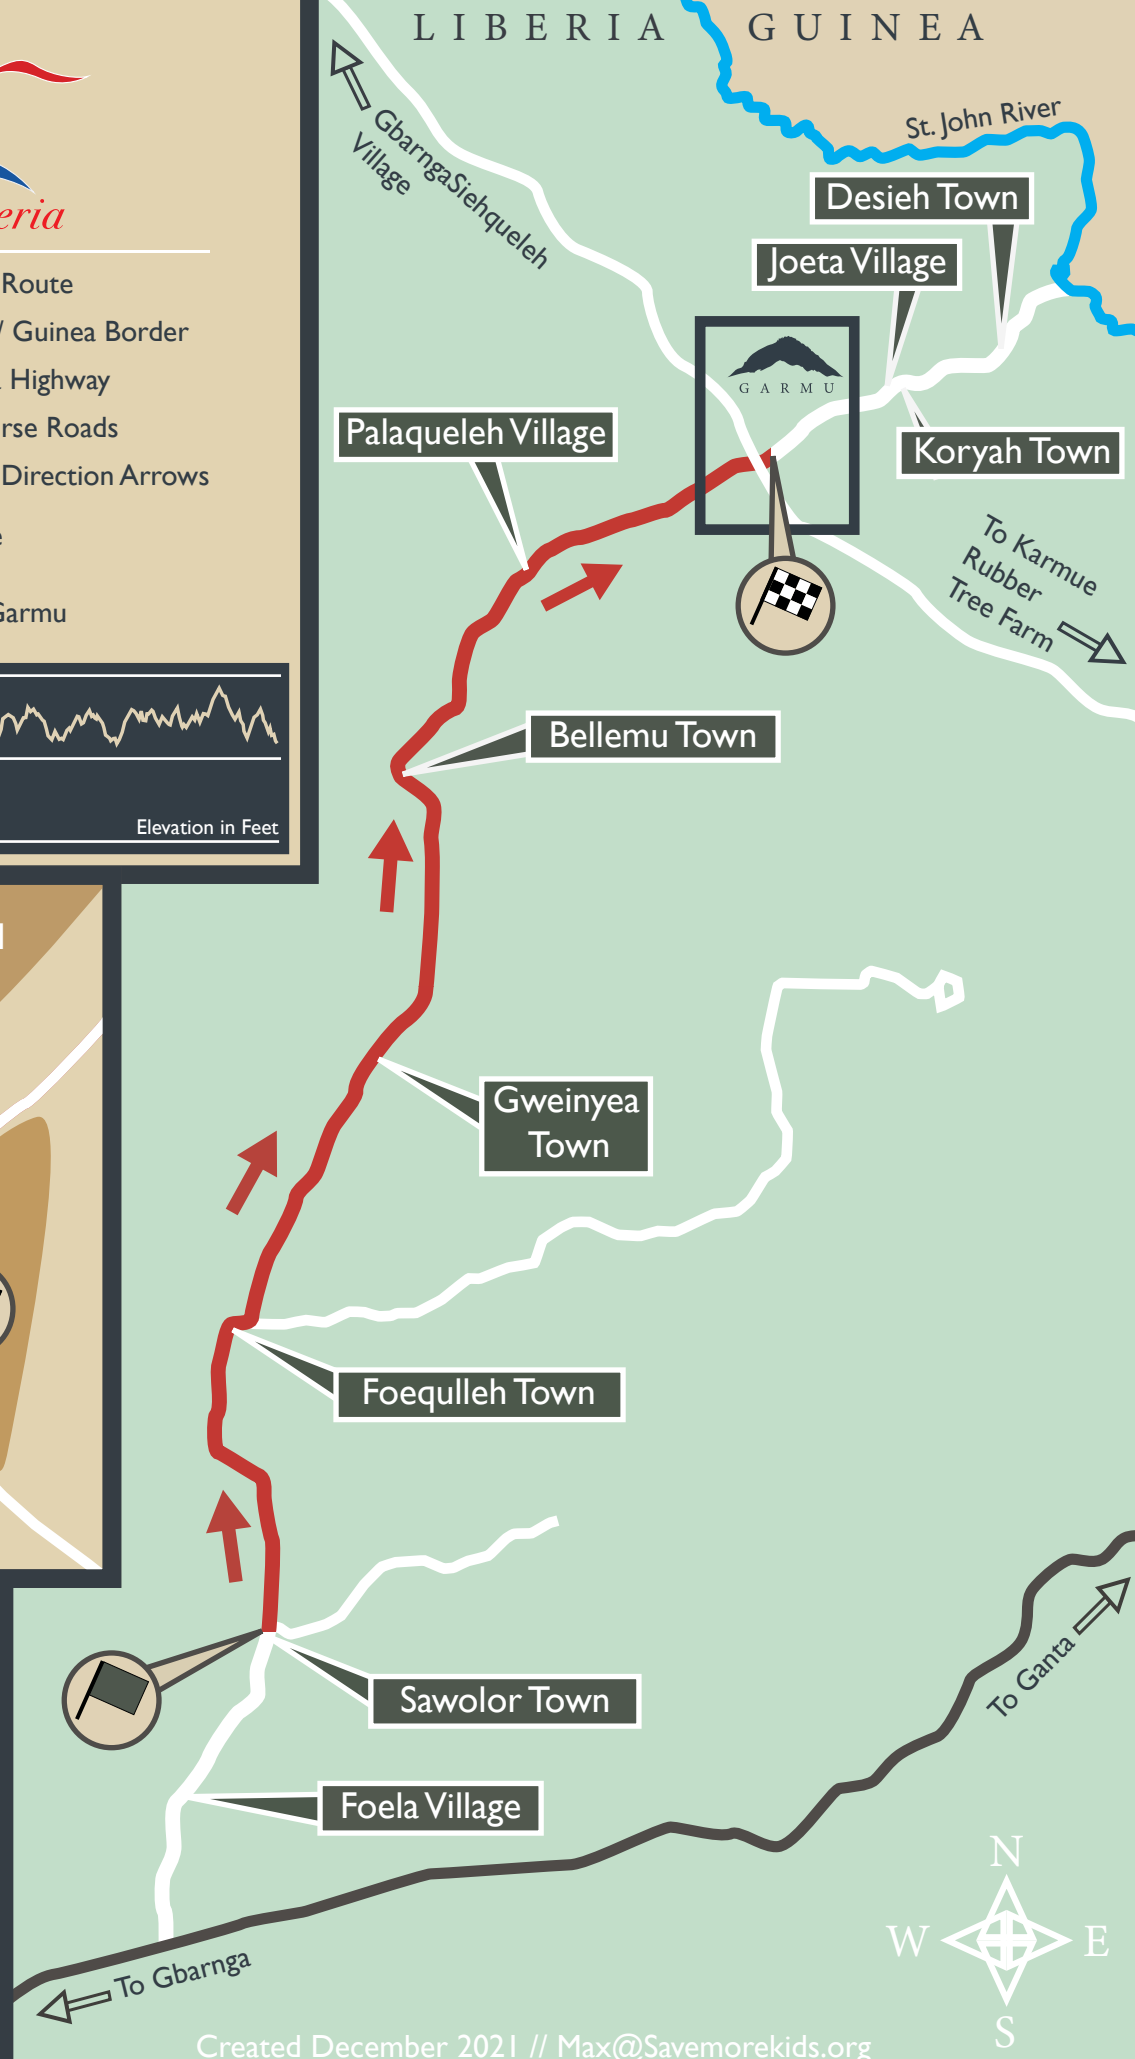 LIBERIA GUINEA
St. John River
GbarngaSiehqueleh
Village
Desieh Town
Joeta Village
eria
Route
/ Guinea Border
Highway
rse Roads
Direction Arrows
e
Garmu
GARMU
Palaqueleh Village
Koryah Town
To Karmue
Rubber
Tree Farm
Bellemu Town
Elevation in Feet
Gweinyea
Town
Foequlleh Town
Sawolor Town
To Ganta
Foela Village
N
W E
S
To Gbarnga
Created December 2021 // Max@Savemorekids.org